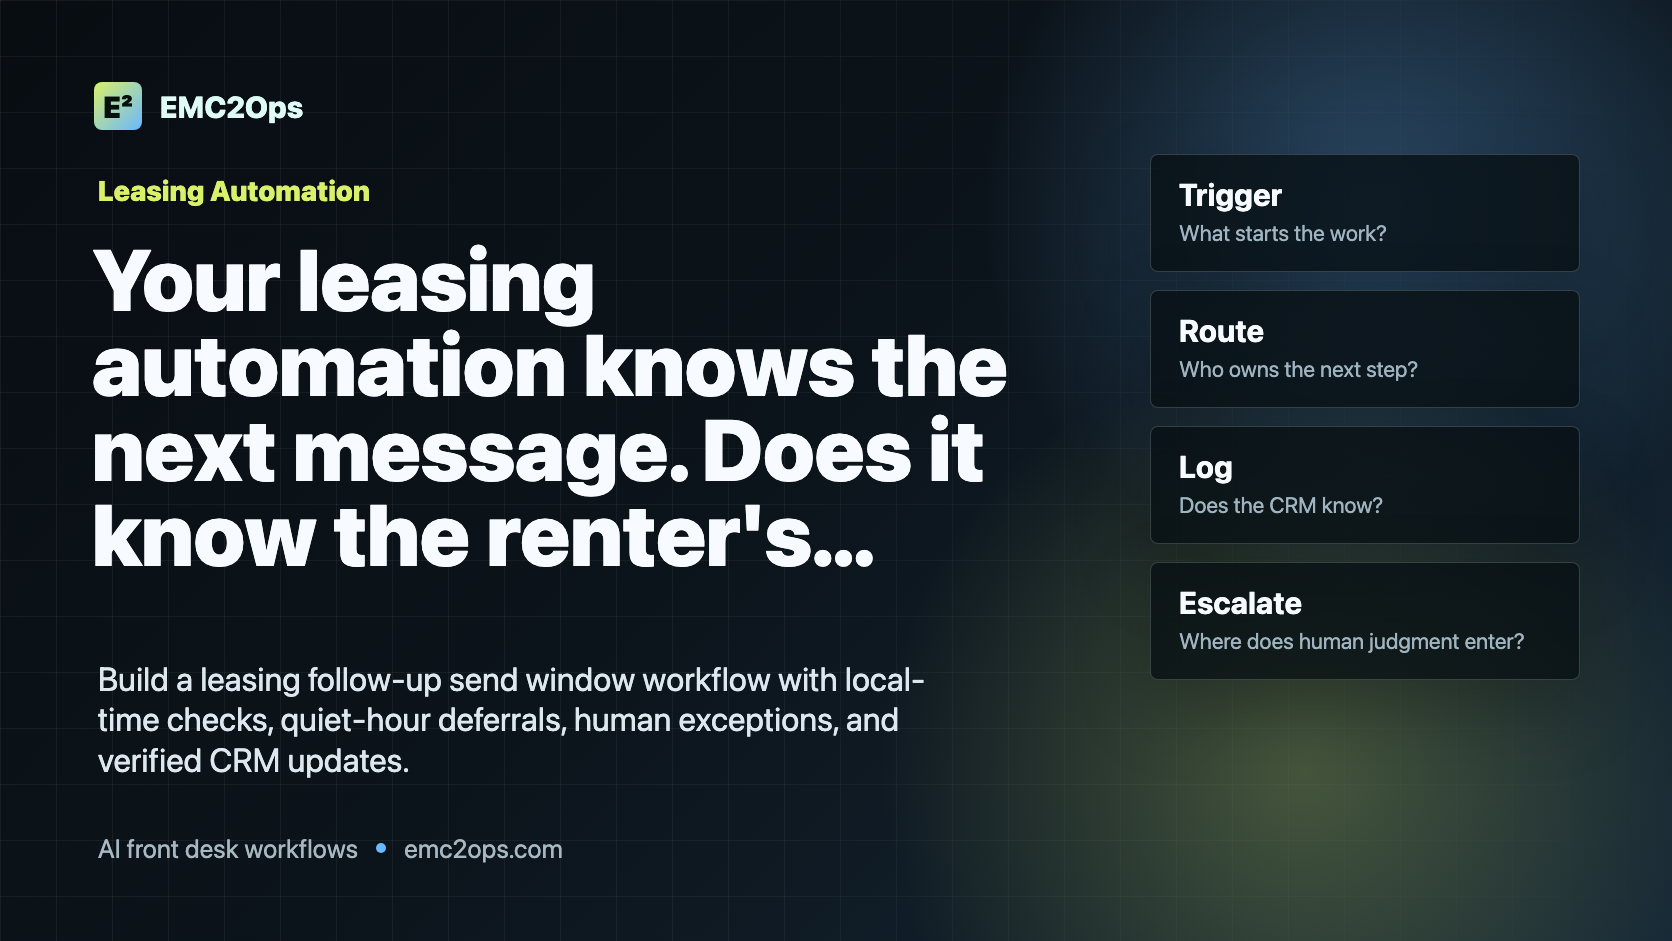 E²
EMC2Ops
Leasing Automation
Your leasing
automation knows the
next message. Does it
know the renter's...
Build a leasing follow-up send window workflow with local-
time checks, quiet-hour deferrals, human exceptions, and
verified CRM updates.
AI front desk workflows • emc2ops.com
Trigger
What starts the work?
Route
Who owns the next step?
Log
Does the CRM know?
Escalate
Where does human judgment enter?